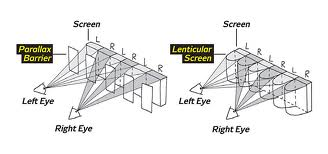 Screen
Parallax
Barrier
L
R
L
R
L
R
Left Eye
Right Eye
Screen
Lenticular
Screen
L
R
L
R
L
R
Left Eye
Right Eye